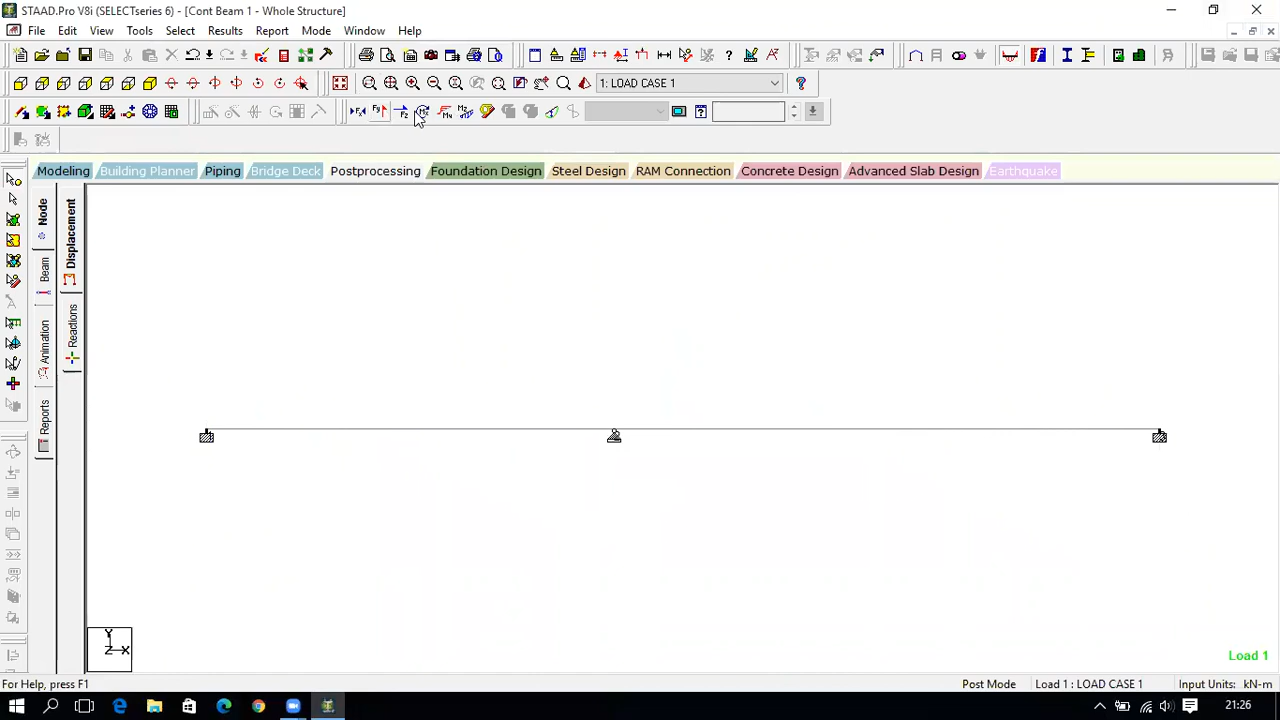 STAAD.Pro V8i (SELECTseries 6) - [Cont Beam 1 - Whole Structure]
File Edit View Tools Select Results Report Mode Window Help
1: LOAD CASE 1
Modeling Building Planner Piping Bridge Deck Postprocessing Foundation Design Steel Design RAM Connection Concrete Design Advanced Slab Design Earthquake
Node
Beam
Animation
Reports
Displacement
Reactions
Y
Z X
Load 1
For Help, press F1
Post Mode
Load 1 : LOAD CASE 1
Input Units: kN-m
21:26